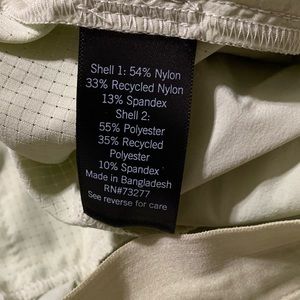 Shell 1: 54% Nylon
33% Recycled Nylon
13% Spandex
Shell 2:
55% Polyester
35% Recycled
Polyester
10% Spandex
Made in Bangladesh
RN#73277
See reverse for care